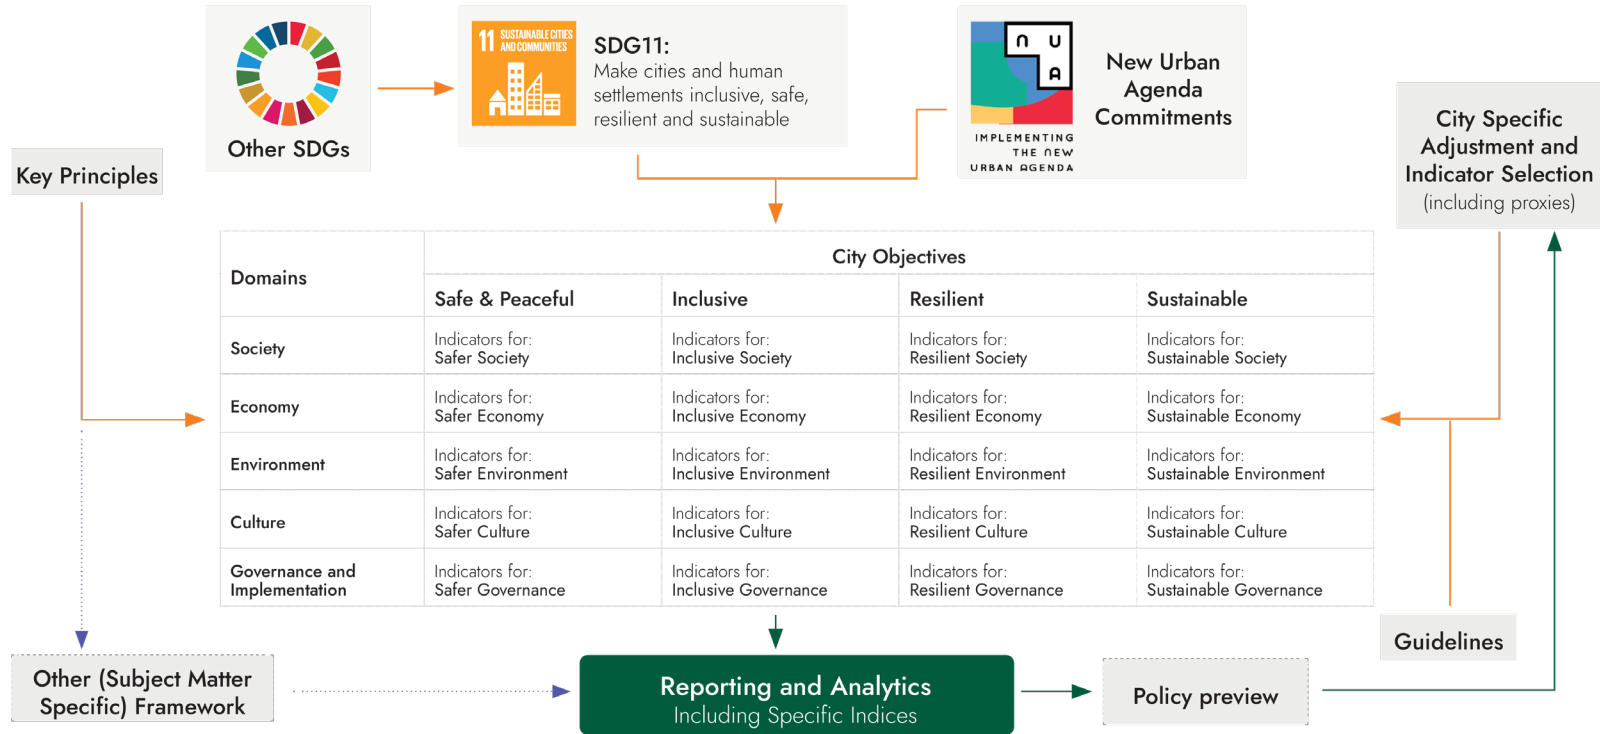 11
SUSTAINABLE CITIES
AND COMMUNITIES
SDG11:
Make cities and human
settlements inclusive, safe,
resilient and sustainable
Other SDGs
N U
A
IMPLEMENTING
THE NEW
URBAN AGENDA
New Urban
Agenda
Commitments
City Specific
Adjustment and
Indicator Selection
(including proxies)
Key Principles
Domains
City Objectives
Safe & Peaceful
Inclusive
Resilient
Sustainable
Society
Indicators for:
Safer Society
Indicators for:
Inclusive Society
Indicators for:
Resilient Society
Indicators for:
Sustainable Society
Economy
Indicators for:
Safer Economy
Indicators for:
Inclusive Economy
Indicators for:
Resilient Economy
Indicators for:
Sustainable Economy
Environment
Indicators for:
Safer Environment
Indicators for:
Inclusive Environment
Indicators for:
Resilient Environment
Indicators for:
Sustainable Environment
Culture
Indicators for:
Safer Culture
Indicators for:
Inclusive Culture
Indicators for:
Resilient Culture
Indicators for:
Sustainable Culture
Governance and
Implementation
Indicators for:
Safer Governance
Indicators for:
Inclusive Governance
Indicators for:
Resilient Governance
Indicators for:
Sustainable Governance
Guidelines
Other (Subject Matter
Specific) Framework
Reporting and Analytics
Including Specific Indices
Policy preview